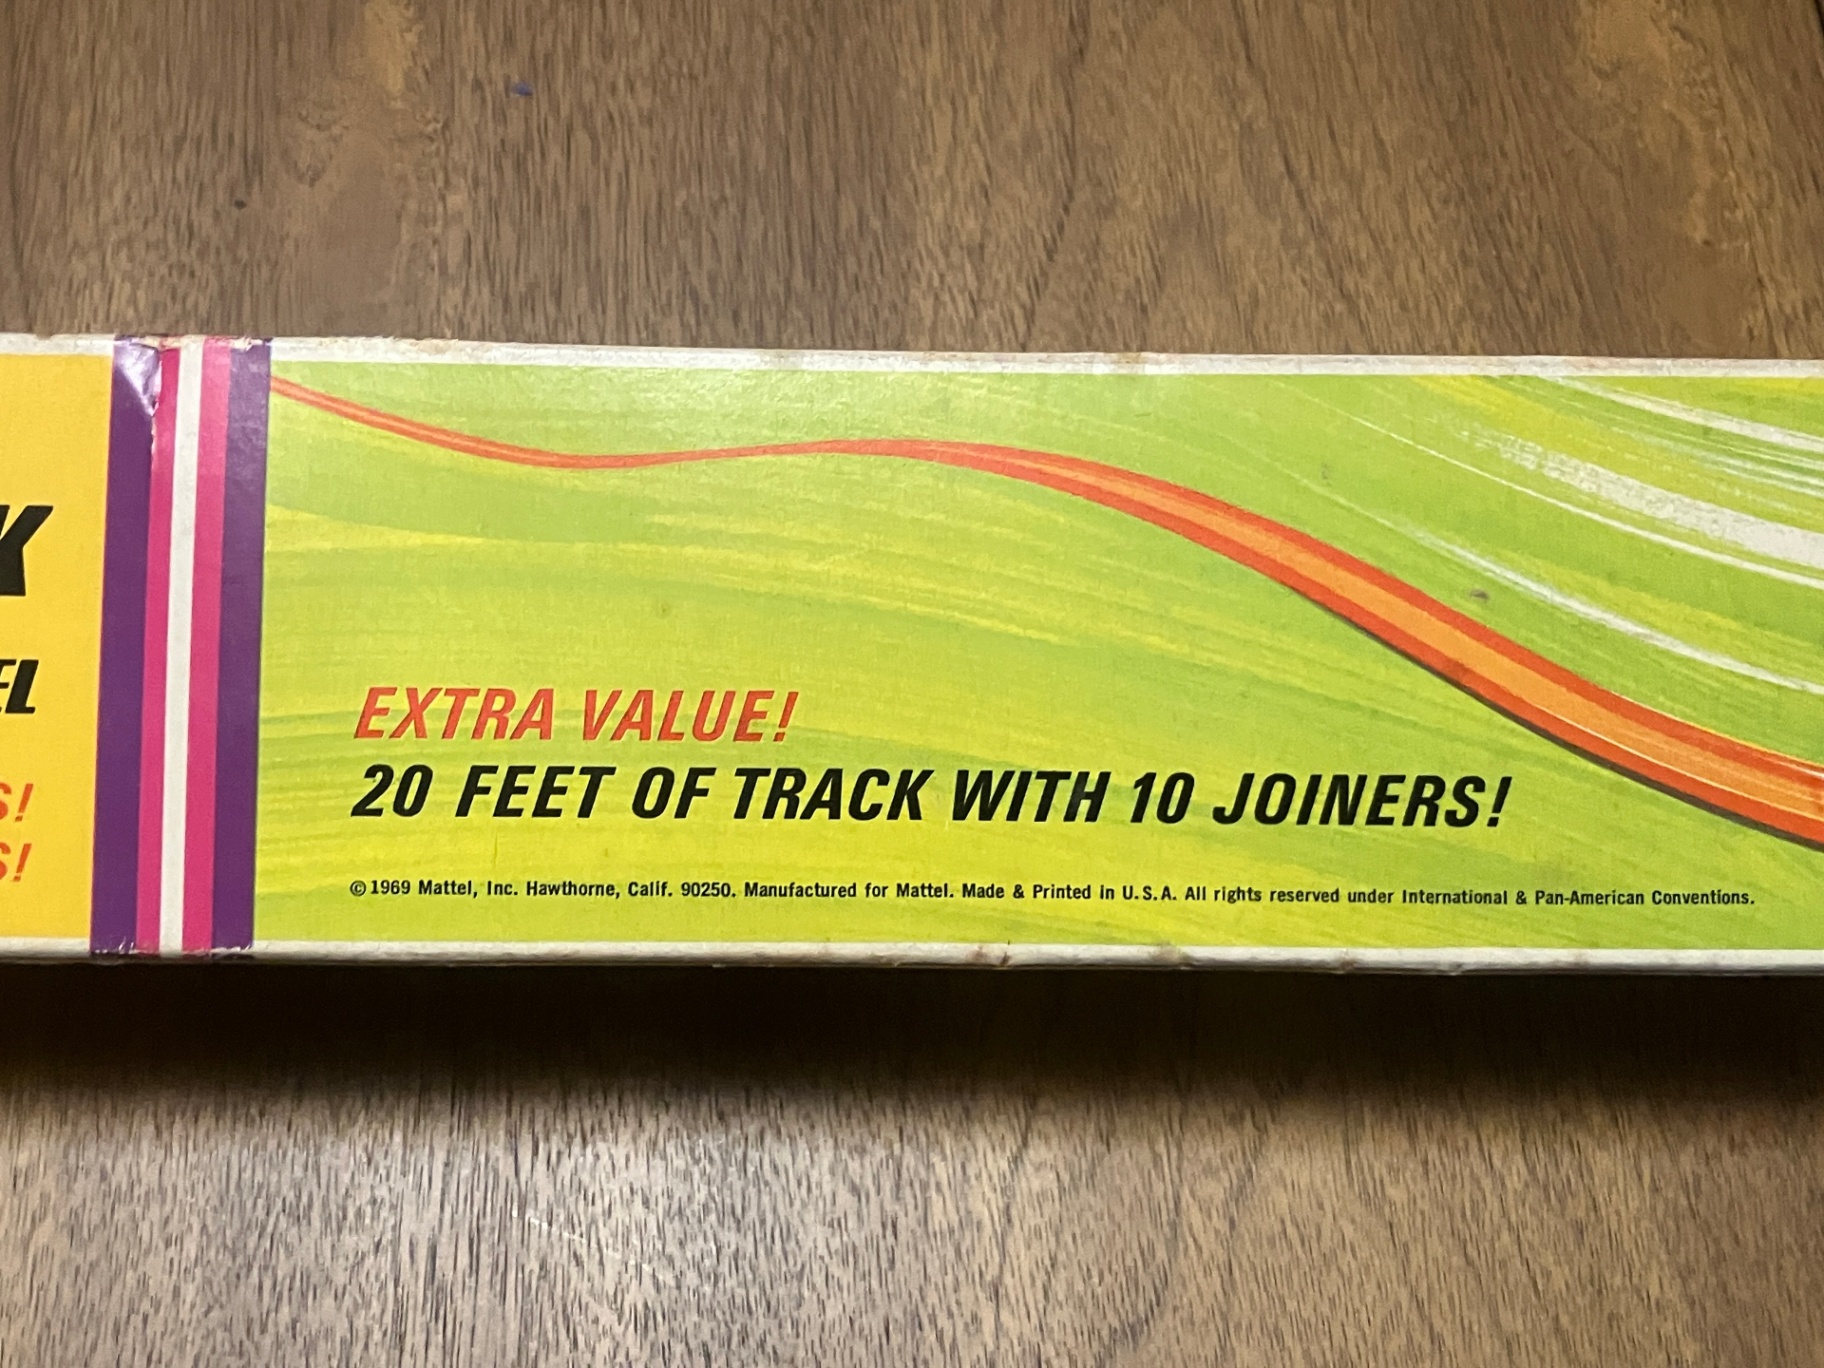 K
EL
S!
S!
EXTRA VALUE!
20 FEET OF TRACK WITH 10 JOINERS!
© 1969 Mattel, Inc. Hawthorne, Calif. 90250. Manufactured for Mattel. Made & Printed in U.S.A. All rights reserved under International & Pan-American Conventions.